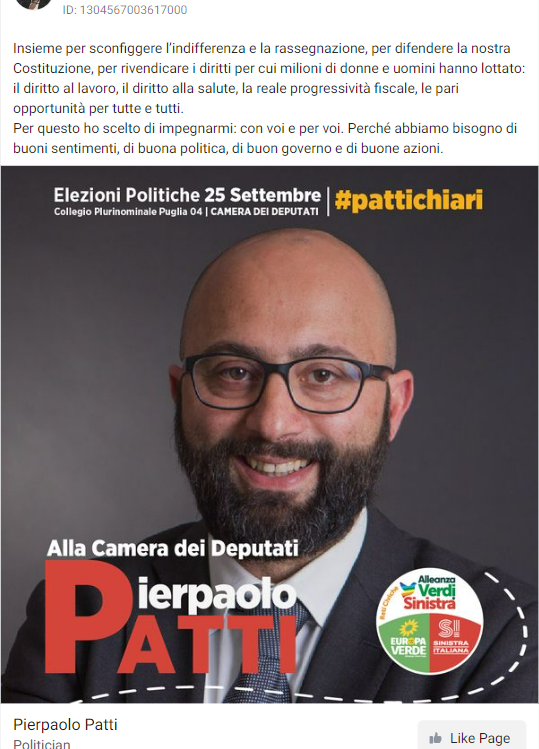 ID: 1304567003617000
Insieme per sconfiggere l'indifferenza e la rassegnazione, per difendere la nostra
Costituzione, per rivendicare i diritti per cui milioni di donne e uomini hanno lottato:
il diritto al lavoro, il diritto alla salute, la reale progressività fiscale, le pari
opportunità per tutte e tutti.
Per questo ho scelto di impegnarmi: con voi e per voi. Perché abbiamo bisogno di
buoni sentimenti, di buona politica, di buon governo e di buone azioni.
Elezioni Politiche 25 Settembre
Collegio Plurinominale Puglia 04 | CAMERA DEI DEPUTATI
#pattichiari
Alla Camera dei Deputati
Pierpaolo
PATTI
Reti Civiche
Alleanza
Verdi
Sinistra
EUROPA
VERDE
SI
SINISTRA
ITALIANA
Pierpaolo Patti
Politician
Like Page